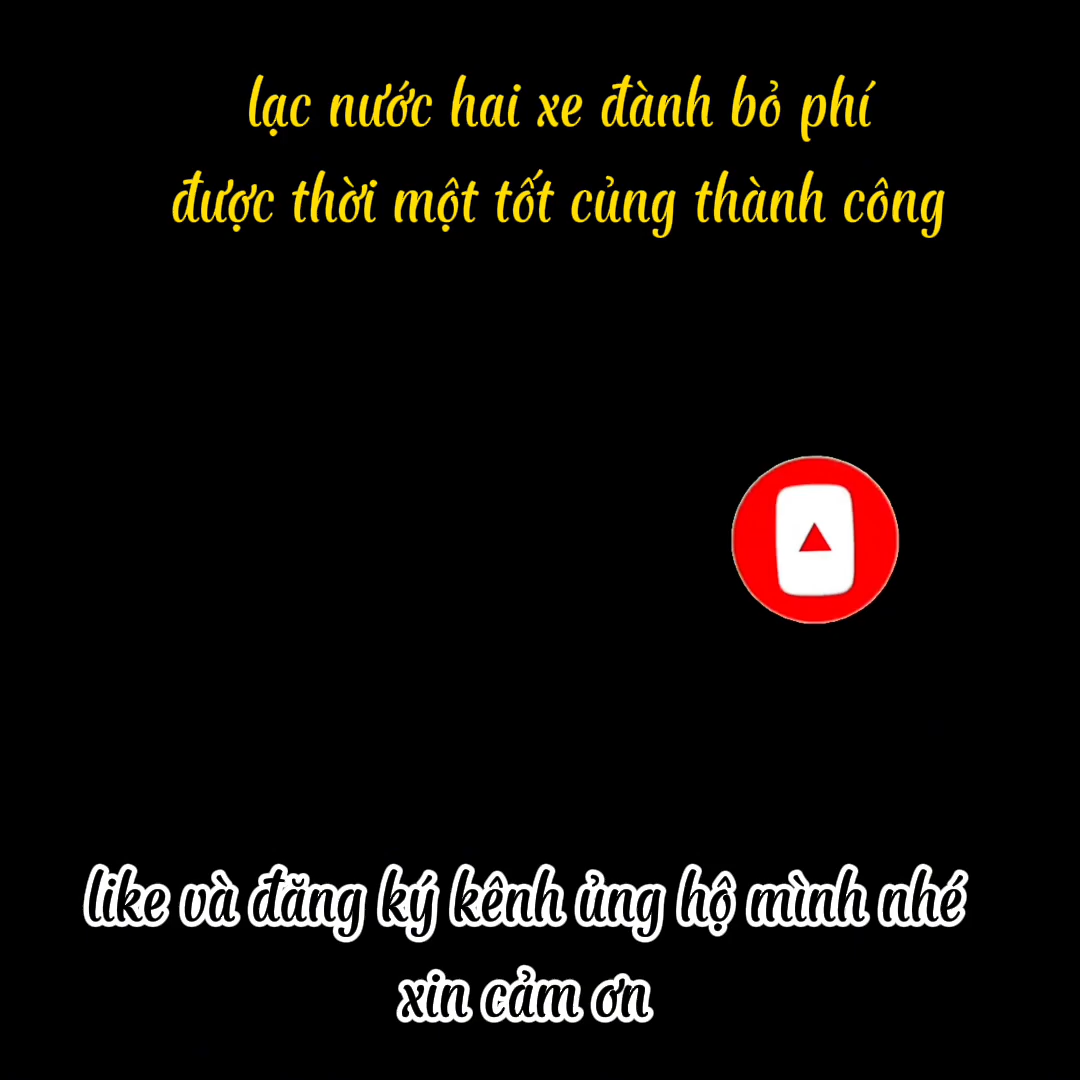 lạc nước hai xe đành bỏ phí
được thời một tốt củng thành công
like và đăng ký kênh ủng hộ mình nhé
xin cảm ơn